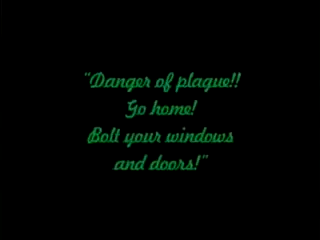 "Danger of plague!!
Go home!
Bolt your windows
and doors!"